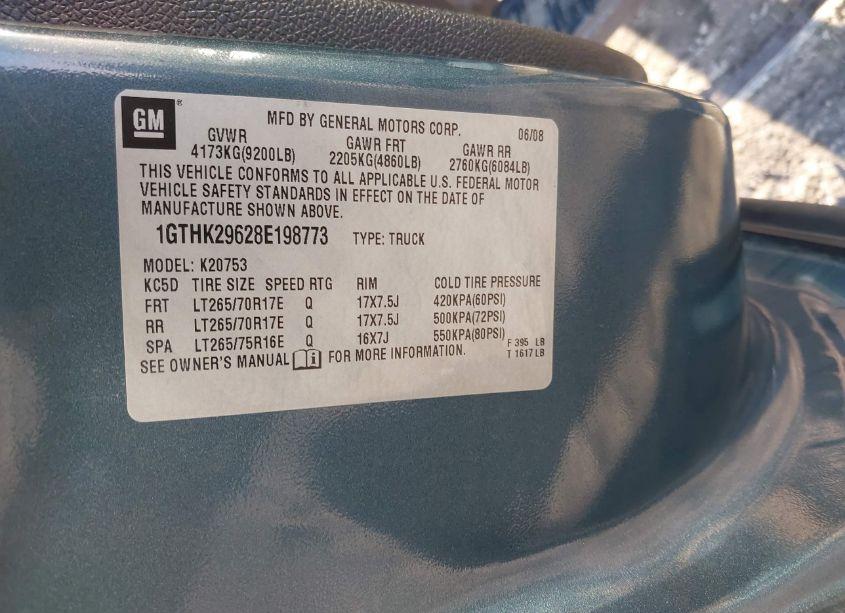 GM ®
MFD BY GENERAL MOTORS CORP. 06/08
GVWR GAWR FRT GAWR RR
4173KG(9200LB) 2205KG(4860LB) 2760KG(6084LB)
THIS VEHICLE CONFORMS TO ALL APPLICABLE U.S. FEDERAL MOTOR
VEHICLE SAFETY STANDARDS IN EFFECT ON THE DATE OF
MANUFACTURE SHOWN ABOVE.
1GTHK29628E198773 TYPE: TRUCK
MODEL: K20753
KC5D TIRE SIZE SPEED RTG RIM COLD TIRE PRESSURE
FRT LT265/70R17E Q 17X7.5J 420KPA(60PSI)
RR LT265/70R17E Q 17X7.5J 500KPA(72PSI)
SPA LT265/75R16E Q 16X7J 550KPA(80PSI)
SEE OWNER'S MANUAL i FOR MORE INFORMATION.
F 395 LB
T 1617 LB